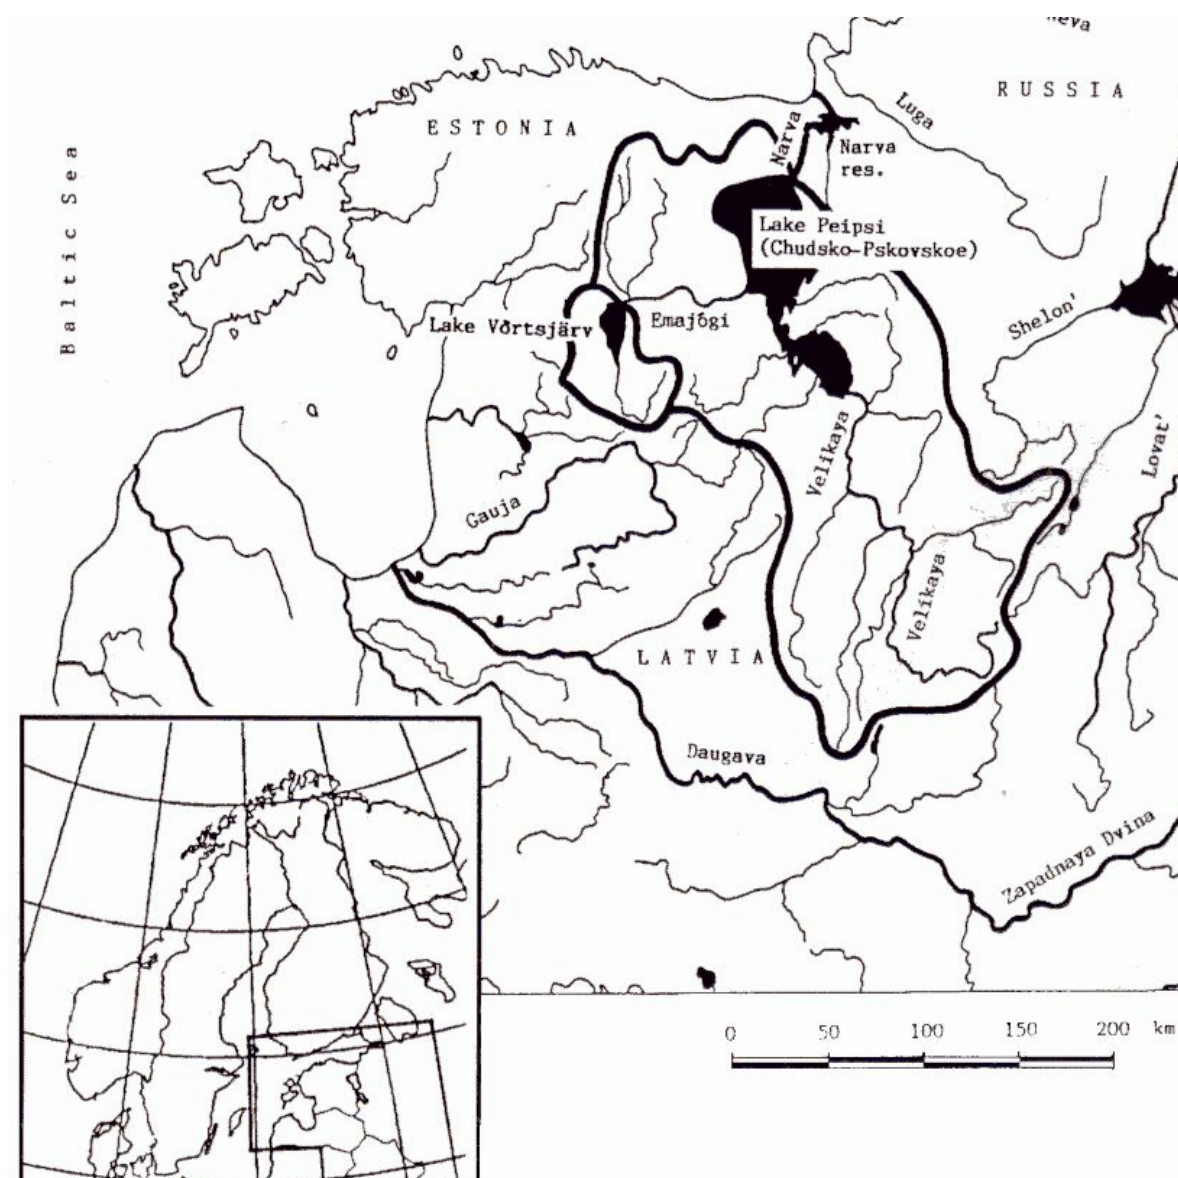 RUSSIA
Luga
ESTONIA
Narva
Narva
res.
Baltic Sea
Lake Peipsi
(Chudsko-Pskovskoe)
Shelon'
Lake Võrtsjärv
Emajõgi
Velikaya
Lovat'
Gauja
Velikaya
LATVIA
Daugava
Zapadnaya Dvina
0 50 100 150 200 km